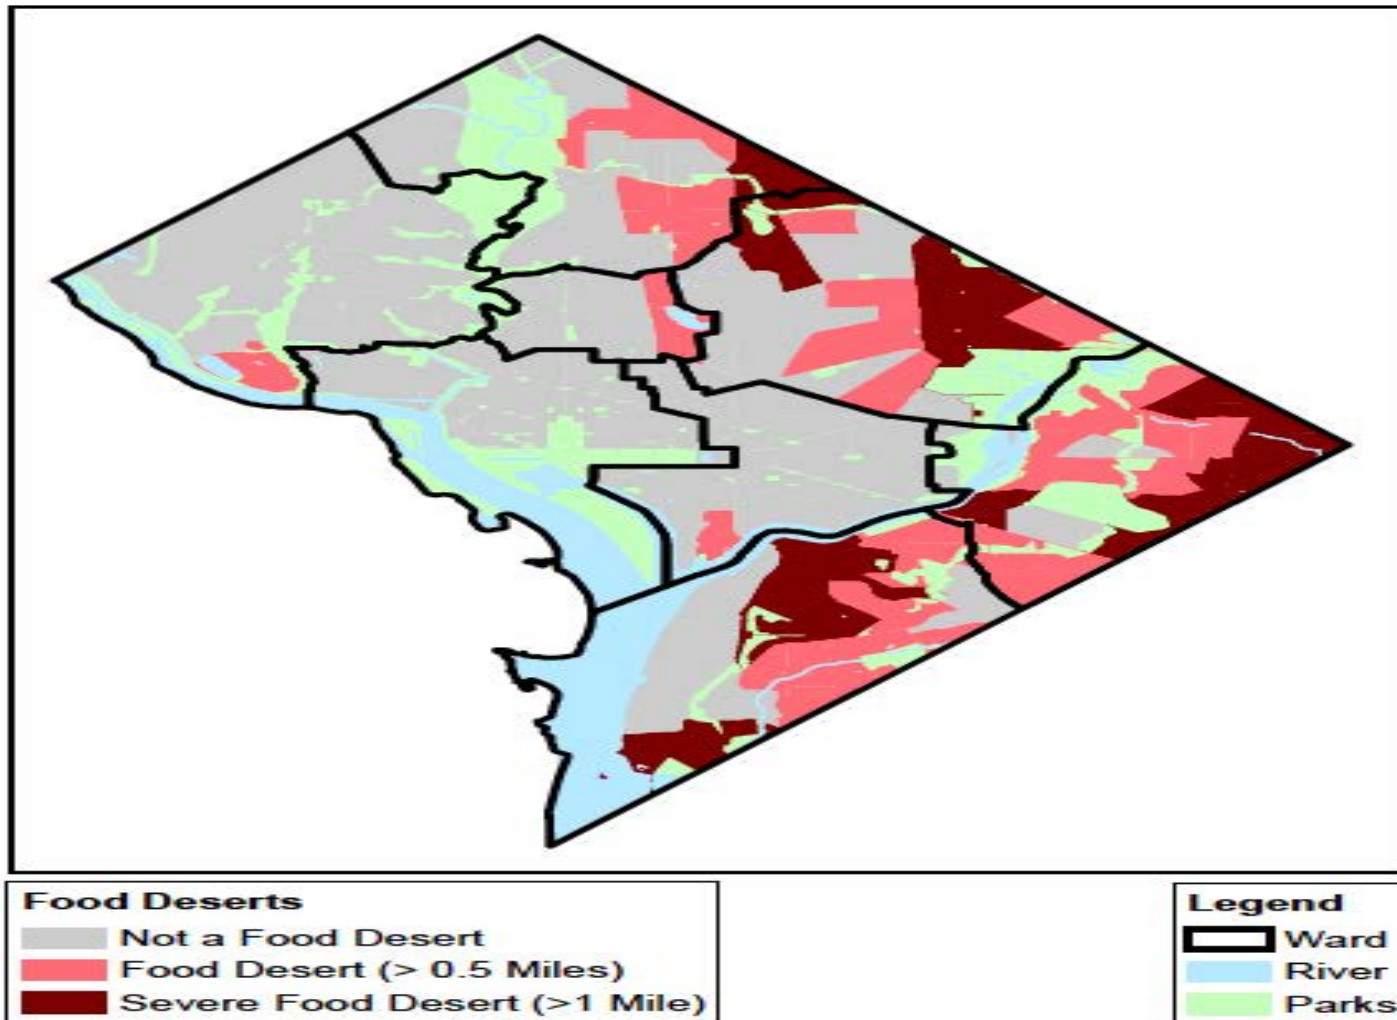 Food Deserts
Not a Food Desert
Food Desert (> 0.5 Miles)
Severe Food Desert (>1 Mile)
Legend
Ward
River
Parks